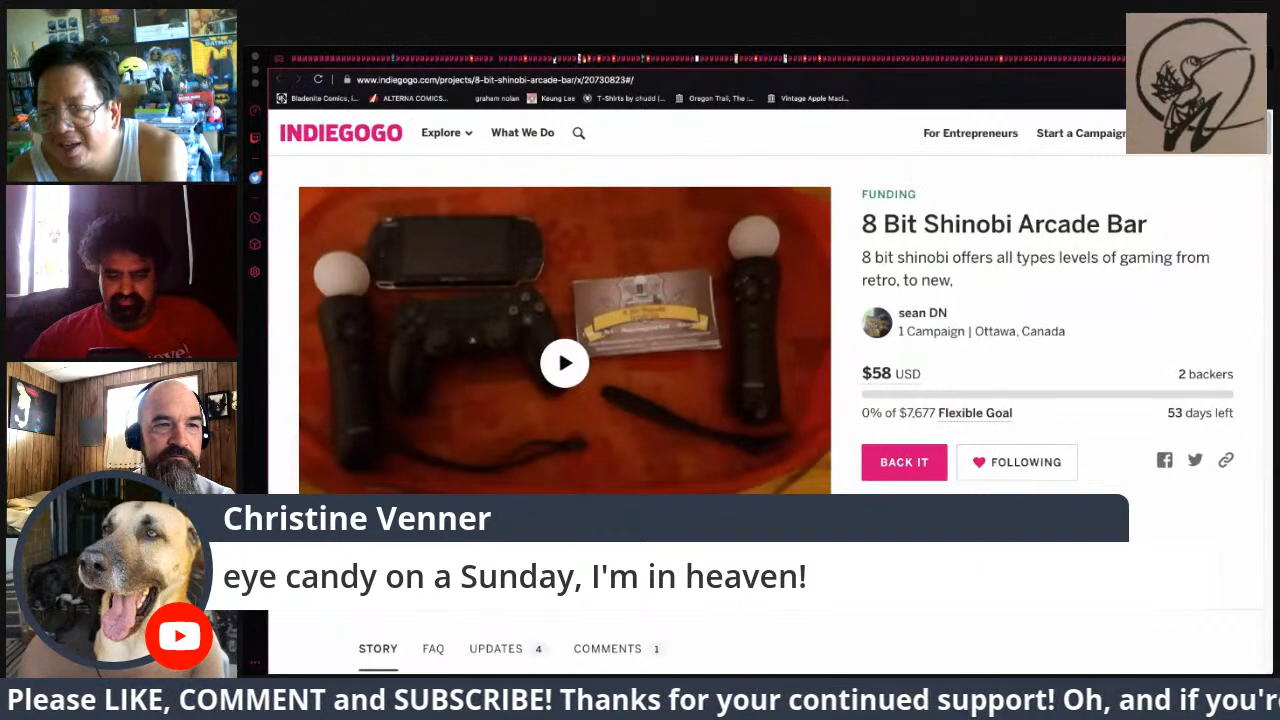 www.indiegogo.com/projects/8-bit-shinobi-arcade-bar/x/20730823#/
Bladenite Comics, i...
ALTERNA COMICS...
graham nolan
Keung Lee
T-Shirts by chudd |...
Oregon Trail, The :...
Vintage Apple Maci...
INDIEGOGO
Explore
What We Do
For Entrepreneurs
Start a Campaign
FUNDING
8 Bit Shinobi Arcade Bar
8 bit shinobi offers all types levels of gaming from
retro, to new,
sean DN
1 Campaign | Ottawa, Canada
$58 USD
2 backers
0% of $7,677 Flexible Goal
53 days left
BACK IT
FOLLOWING
Christine Venner
eye candy on a Sunday, I'm in heaven!
STORY
FAQ
UPDATES 4
COMMENTS 1
Please LIKE, COMMENT and SUBSCRIBE! Thanks for your continued support! Oh, and if you'r